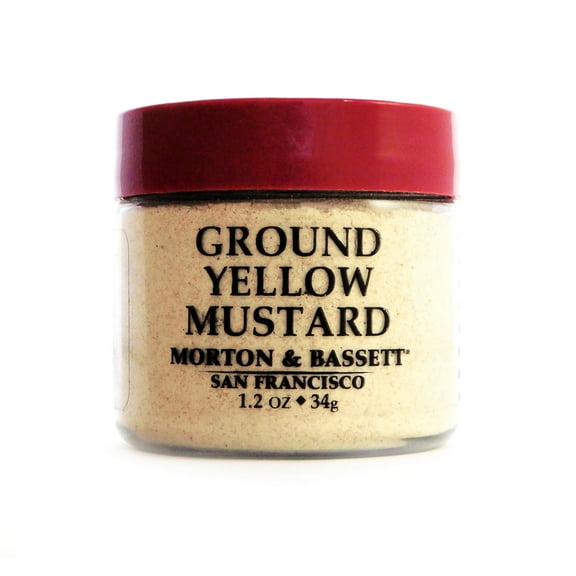 GROUND
YELLOW
MUSTARD
MORTON & BASSETT
SAN FRANCISCO
1.2 OZ ◆ 34g